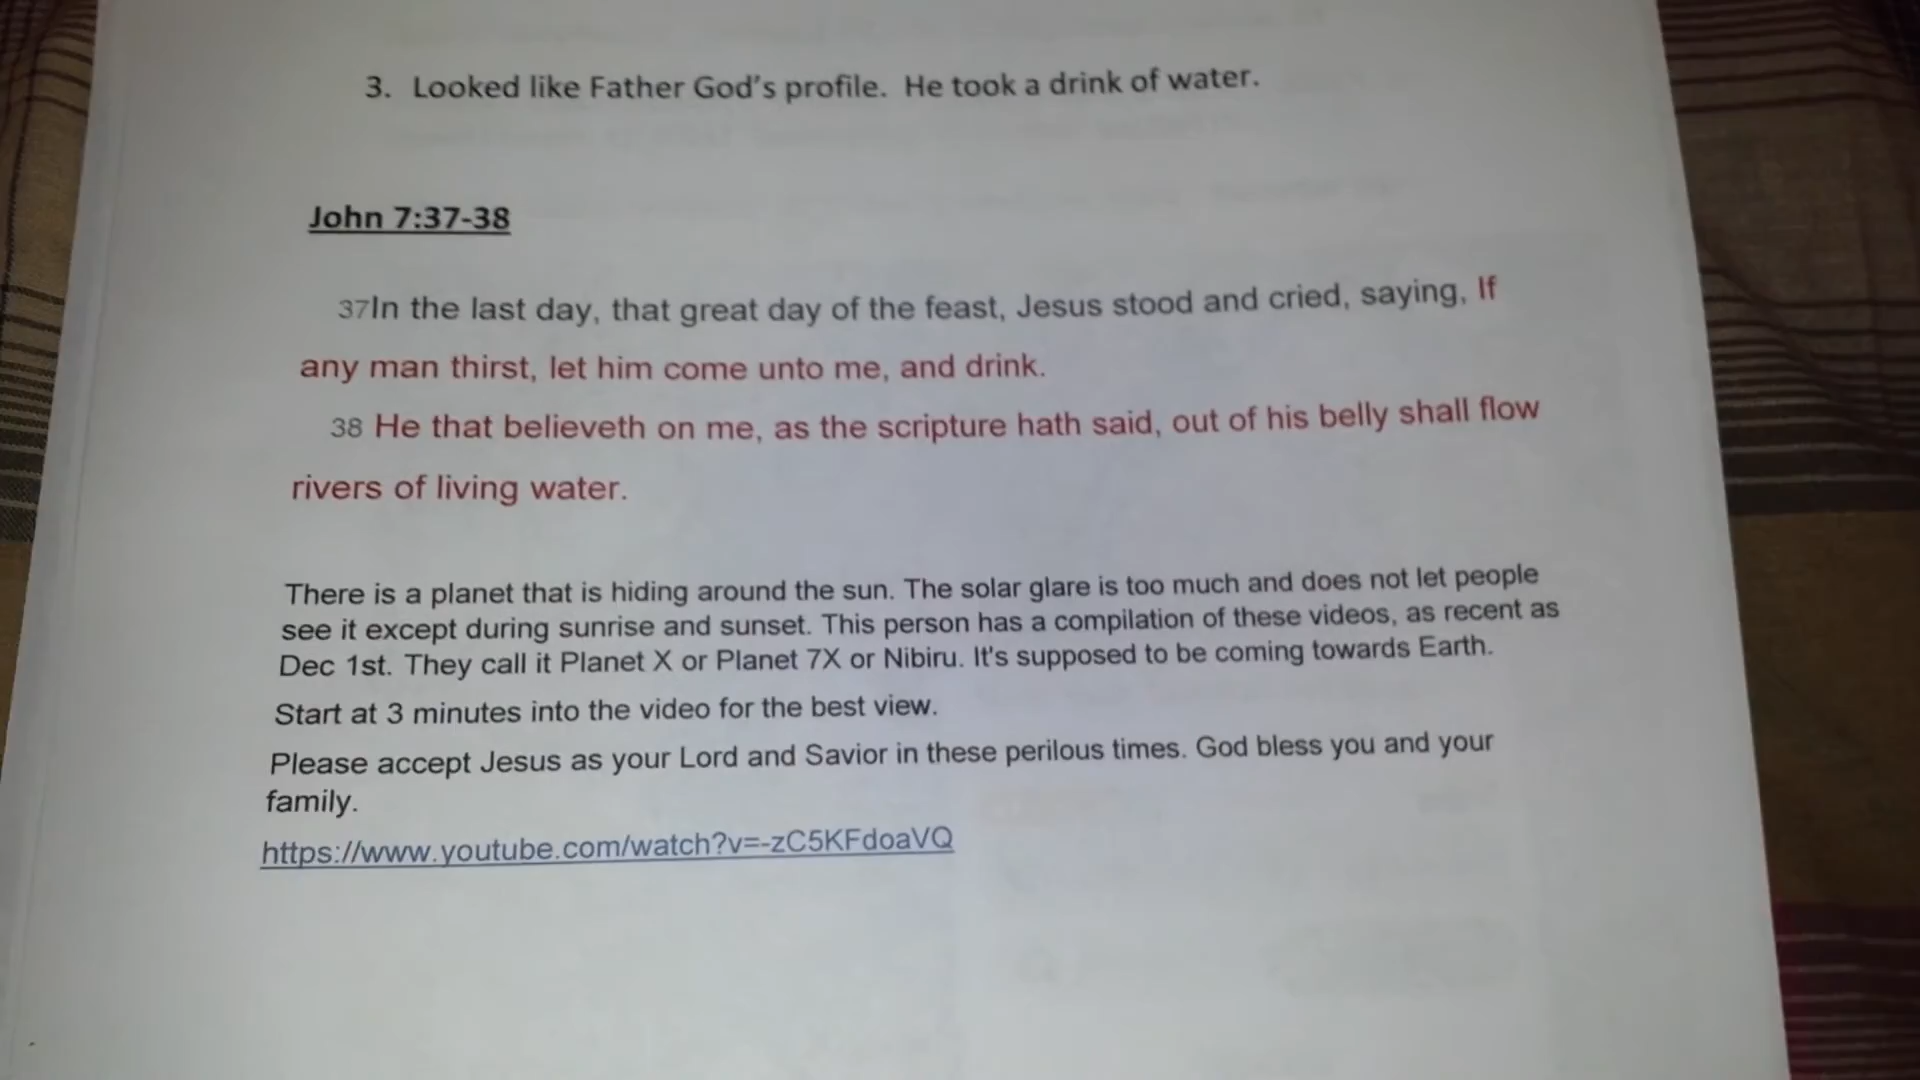 3. Looked like Father God's profile. He took a drink of water.
John 7:37-38
37In the last day, that great day of the feast, Jesus stood and cried, saying, If
any man thirst, let him come unto me, and drink.
38 He that believeth on me, as the scripture hath said, out of his belly shall flow
rivers of living water.
There is a planet that is hiding around the sun. The solar glare is too much and does not let people
see it except during sunrise and sunset. This person has a compilation of these videos, as recent as
Dec 1st. They call it Planet X or Planet 7X or Nibiru. It's supposed to be coming towards Earth.
Start at 3 minutes into the video for the best view.
Please accept Jesus as your Lord and Savior in these perilous times. God bless you and your
family.
https://www.youtube.com/watch?v=-zC5KFdoaVQ